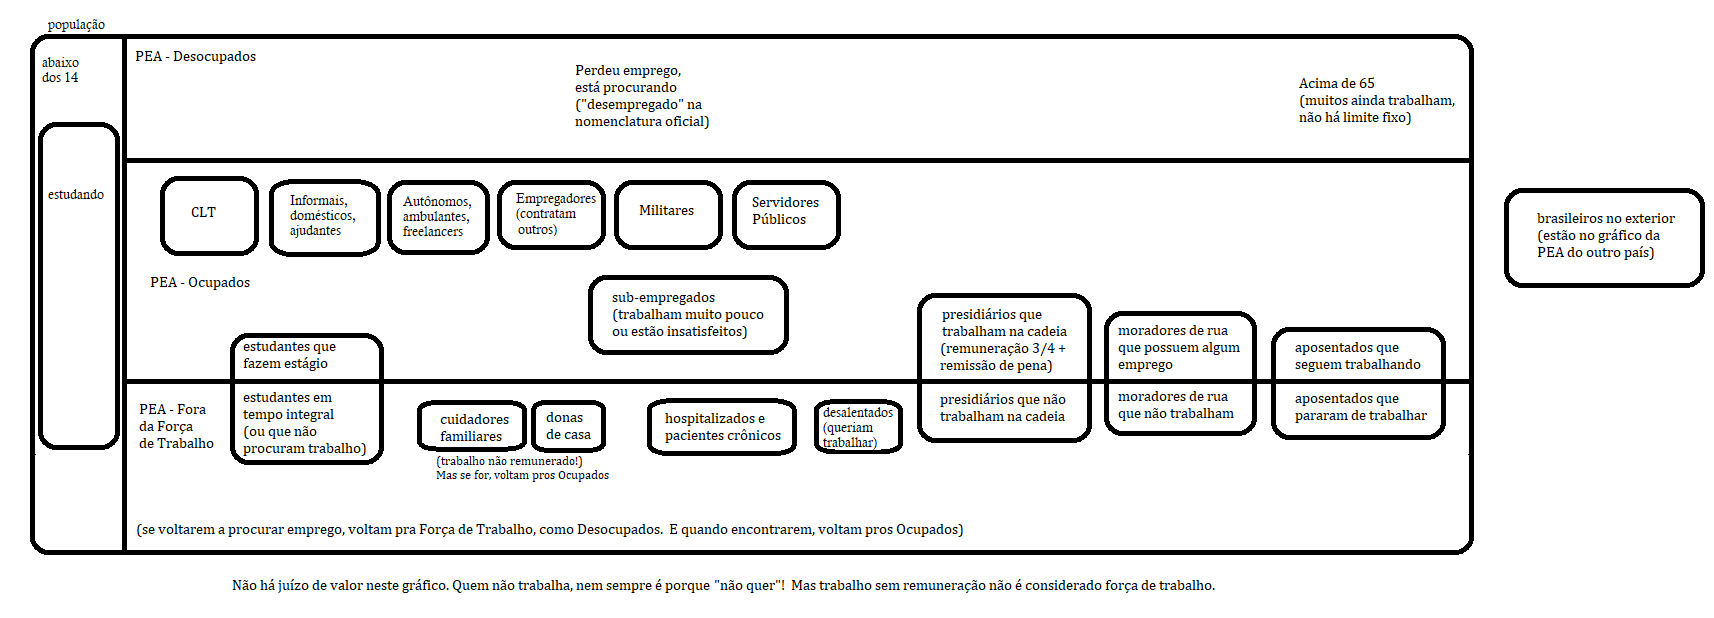 população
abaixo
dos 14
estudando
PEA - Desocupados
Perdeu emprego,
está procurando
("desempregado" na
nomenclatura oficial)
Acima de 65
(muitos ainda trabalham,
não há limite fixo)
CLT
Informais,
domésticos,
ajudantes
Autônomos,
ambulantes,
freelancers
Empregadores
(contratam
outros)
Militares
Servidores
Públicos
brasileiros no exterior
(estão no gráfico da
PEA do outro país)
PEA - Ocupados
sub-empregados
(trabalham muito pouco
ou estão insatisfeitos)
estudantes que
fazem estágio
presidiários que
trabalham na cadeia
(remuneração 3/4 +
remissão de pena)
moradores de rua
que possuem algum
emprego
aposentados que
seguem trabalhando
PEA - Fora
da Força
de Trabalho
estudantes em
tempo integral
(ou que não
procuram trabalho)
cuidadores
familiares
donas
de casa
(trabalho não remunerado!)
Mas se for, voltam pros Ocupados
hospitalizados e
pacientes crônicos
desalentados
(queriam
trabalhar)
presidiários que não
trabalham na cadeia
moradores de rua
que não trabalham
aposentados que
pararam de trabalhar
(se voltarem a procurar emprego, voltam pra Força de Trabalho, como Desocupados.  E quando encontrarem, voltam pros Ocupados)
Não há juízo de valor neste gráfico. Quem não trabalha, nem sempre é porque "não quer"!  Mas trabalho sem remuneração não é considerado força de trabalho.